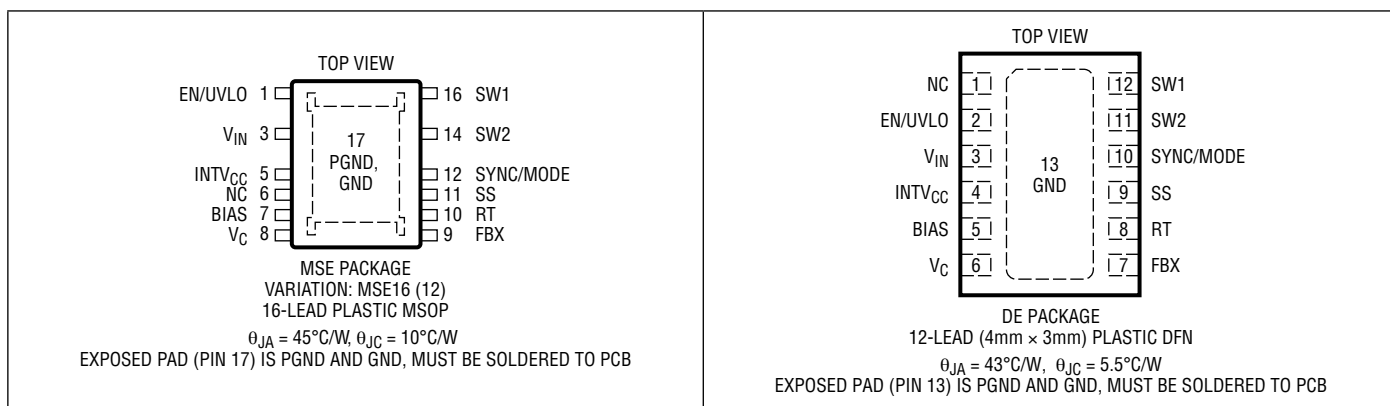 TOP VIEW
EN/UVLO 1 16 SW1
VIN 3 14 SW2
17
PGND,
GND
INTVCC 5 12 SYNC/MODE
NC 6 11 SS
BIAS 7 10 RT
VC 8 9 FBX
MSE PACKAGE
VARIATION: MSE16 (12)
16-LEAD PLASTIC MSOP
θJA = 45°C/W, θJC = 10°C/W
EXPOSED PAD (PIN 17) IS PGND AND GND, MUST BE SOLDERED TO PCB
TOP VIEW
NC 1 12 SW1
EN/UVLO 2 11 SW2
VIN 3 10 SYNC/MODE
13
GND
INTVCC 4 9 SS
BIAS 5 8 RT
VC 6 7 FBX
DE PACKAGE
12-LEAD (4mm × 3mm) PLASTIC DFN
θJA = 43°C/W, θJC = 5.5°C/W
EXPOSED PAD (PIN 13) IS PGND AND GND, MUST BE SOLDERED TO PCB